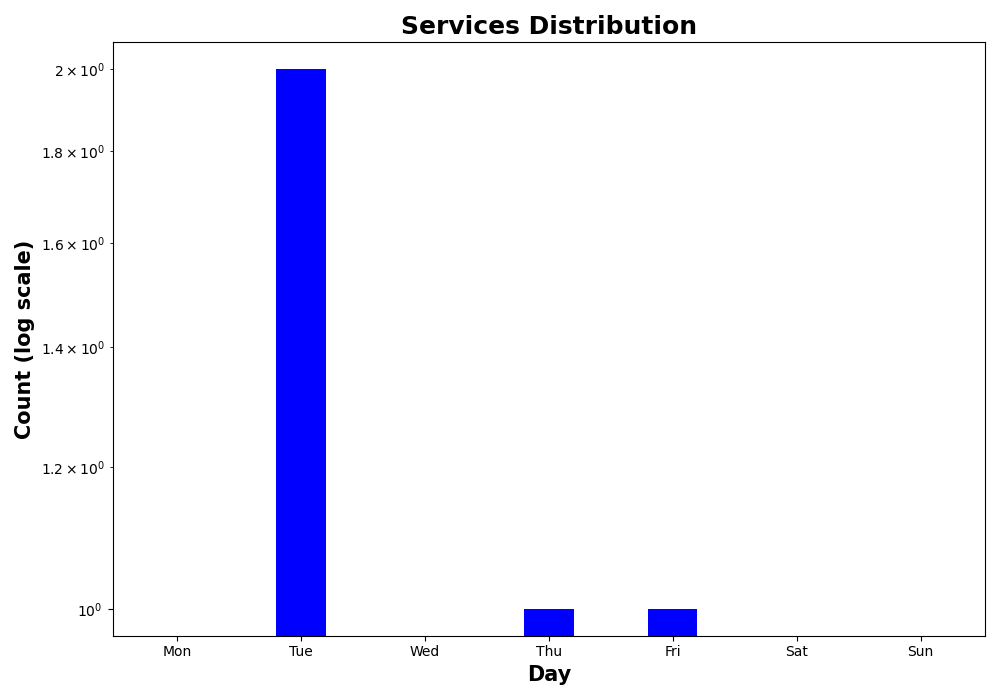 Services Distribution
Count (log scale)
2 × 10⁰
1.8 × 10⁰
1.6 × 10⁰
1.4 × 10⁰
1.2 × 10⁰
10⁰
Mon Tue Wed Thu Fri Sat Sun
Day